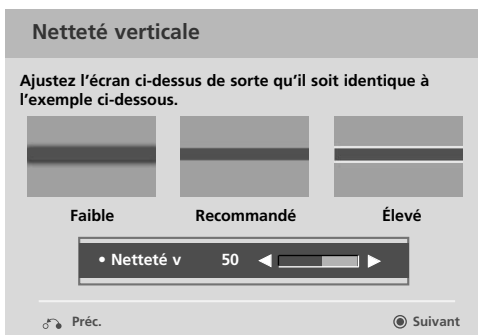 Netteté verticale
Ajustez l'écran ci-dessus de sorte qu'il soit identique à
l'exemple ci-dessous.
Faible Recommandé Élevé
• Netteté v 50 ◀ ▶
Préc. Suivant